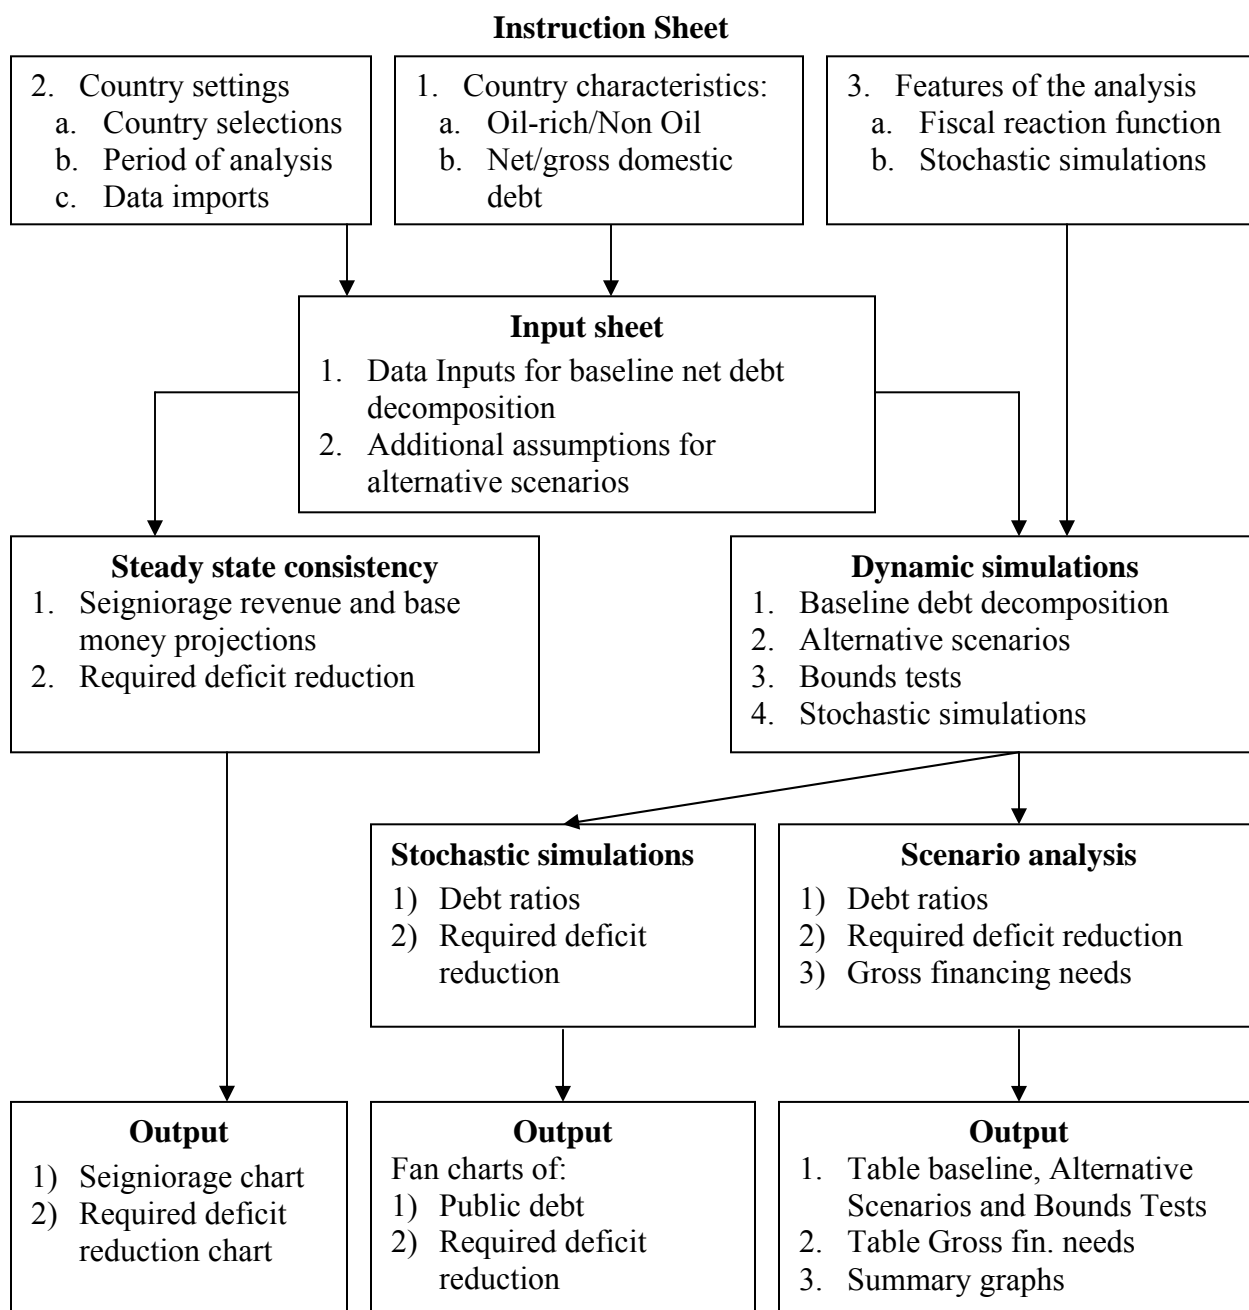 Instruction Sheet
2. Country settings
a. Country selections
b. Period of analysis
c. Data imports
1. Country characteristics:
a. Oil-rich/Non Oil
b. Net/gross domestic
debt
3. Features of the analysis
a. Fiscal reaction function
b. Stochastic simulations
Input sheet
1. Data Inputs for baseline net debt
decomposition
2. Additional assumptions for
alternative scenarios
Steady state consistency
1. Seigniorage revenue and base
money projections
2. Required deficit reduction
Dynamic simulations
1. Baseline debt decomposition
2. Alternative scenarios
3. Bounds tests
4. Stochastic simulations
Stochastic simulations
1) Debt ratios
2) Required deficit
reduction
Scenario analysis
1) Debt ratios
2) Required deficit reduction
3) Gross financing needs
Output
1) Seigniorage chart
2) Required deficit
reduction chart
Output
Fan charts of:
1) Public debt
2) Required deficit
reduction
Output
1. Table baseline, Alternative
Scenarios and Bounds Tests
2. Table Gross fin. needs
3. Summary graphs